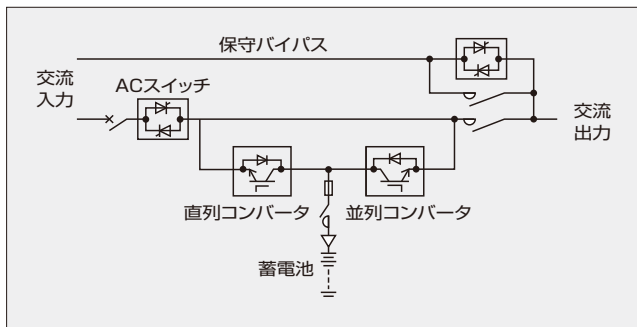 保守バイパス
交流
入力
ACスイッチ
交流
出力
直列コンバータ
並列コンバータ
蓄電池